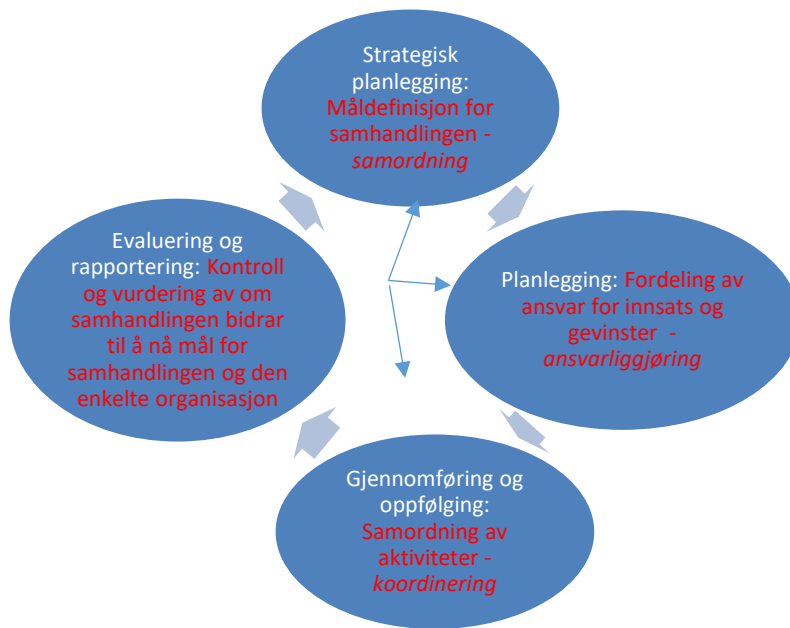 Strategisk
planlegging:
Måldefinisjon for
samhandlingen -
samordning
Evaluering og
rapportering: Kontroll
og vurdering av om
samhandlingen bidrar
til å nå mål for
samhandlingen og den
enkelte organisasjon
Planlegging: Fordeling av
ansvar for innsats og
gevinster -
ansvarliggjøring
Gjennomføring og
oppfølging:
Samordning av
aktiviteter -
koordinering